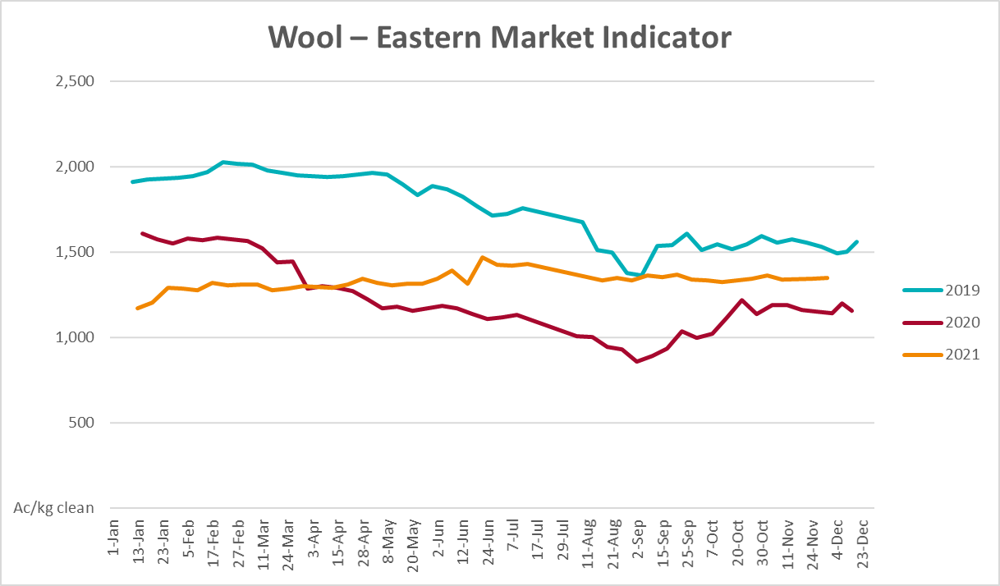 Wool – Eastern Market Indicator
2,500
2,000
1,500
1,000
500
Ac/kg clean
1-Jan
13-Jan
23-Jan
5-Feb
17-Feb
27-Feb
11-Mar
24-Mar
3-Apr
15-Apr
28-Apr
8-May
20-May
2-Jun
12-Jun
24-Jun
7-Jul
17-Jul
29-Jul
11-Aug
21-Aug
2-Sep
15-Sep
25-Sep
7-Oct
20-Oct
30-Oct
11-Nov
24-Nov
4-Dec
23-Dec
2019
2020
2021